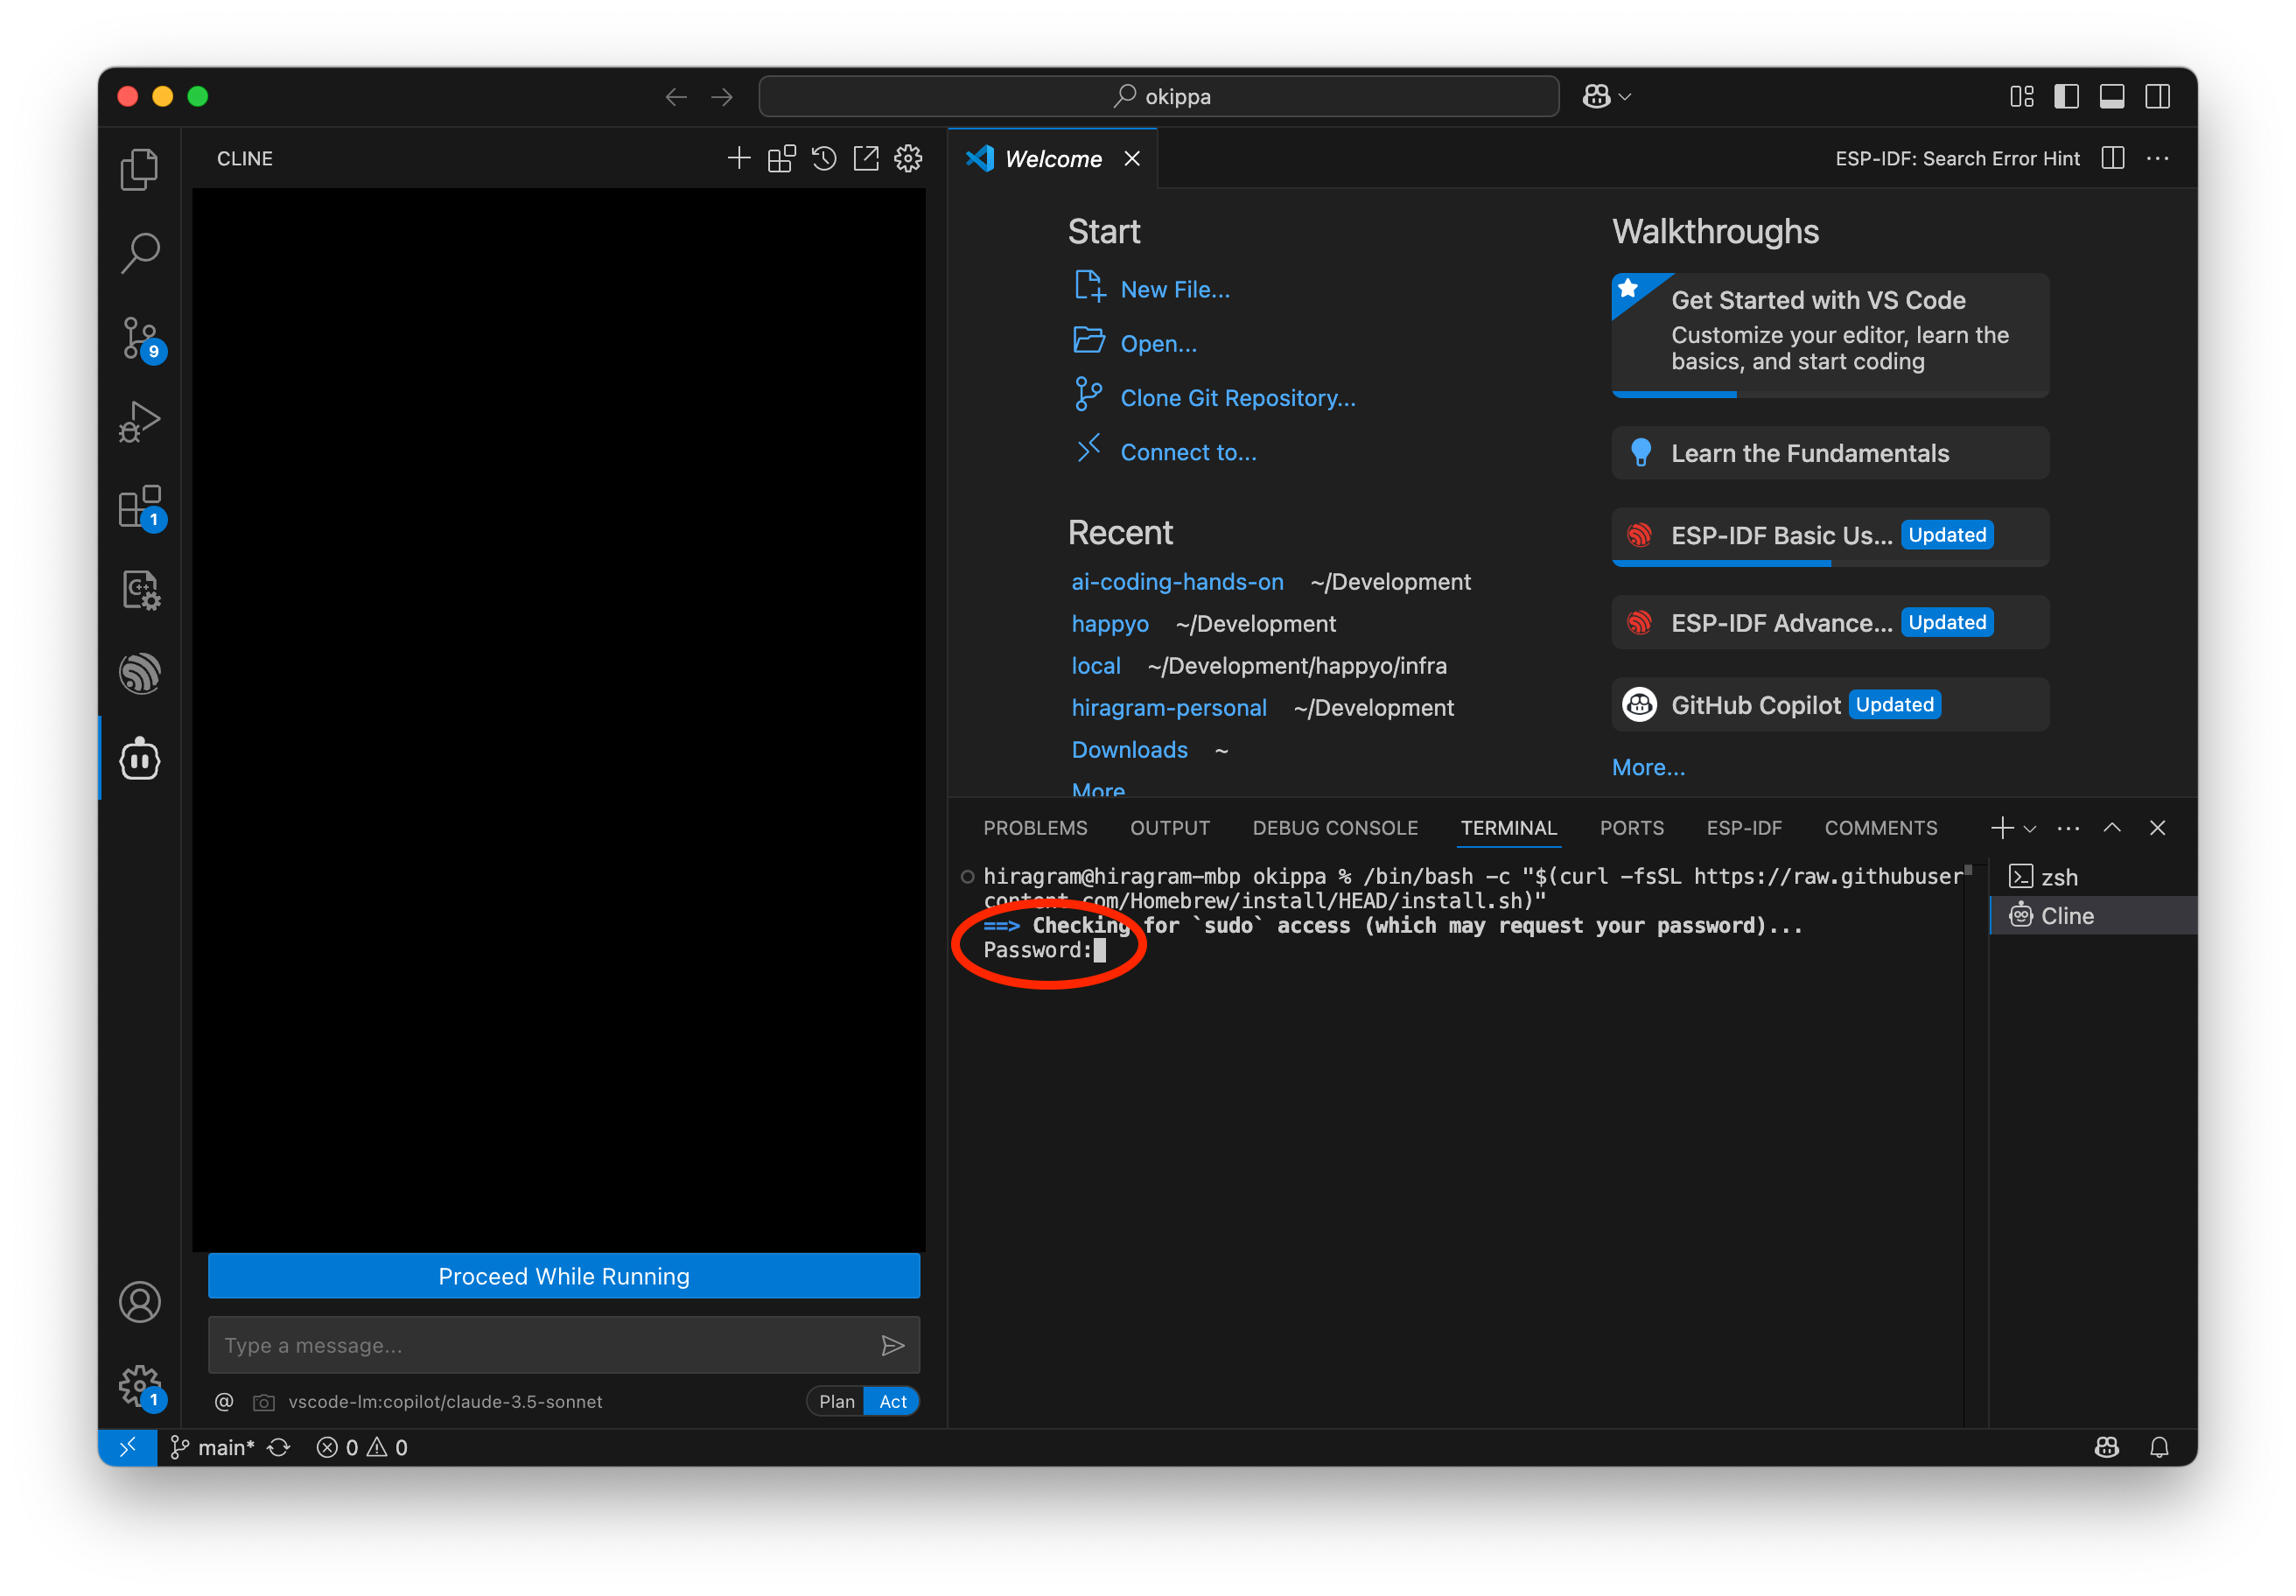 okippa
CLINE
Welcome
ESP-IDF: Search Error Hint
Start
New File...
Open...
Clone Git Repository...
Connect to...
Recent
ai-coding-hands-on ~/Development
happyo ~/Development
local ~/Development/happyo/infra
hiragram-personal ~/Development
Downloads ~
More
Walkthroughs
Get Started with VS Code
Customize your editor, learn the
basics, and start coding
Learn the Fundamentals
ESP-IDF Basic Us... Updated
ESP-IDF Advance... Updated
GitHub Copilot Updated
More...
9
1
C++
PROBLEMS OUTPUT DEBUG CONSOLE TERMINAL PORTS ESP-IDF COMMENTS
hiragram@hiragram-mbp okippa % /bin/bash -c "$(curl -fsSL https://raw.githubuser
content.com/Homebrew/install/HEAD/install.sh)"
==> Checking for `sudo` access (which may request your password)...
Password:
zsh
Cline
Proceed While Running
Type a message...
@ vscode-lm:copilot/claude-3.5-sonnet
Plan Act
1
main* 0 0